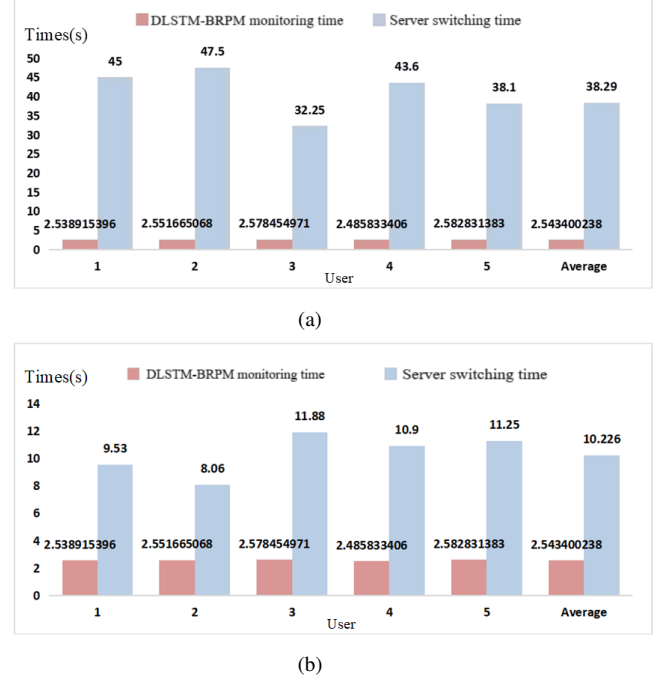 DLSTM-BRPM monitoring time Server switching time
Times(s)
50
45
40
35
30
25
20
15
10
5
0
45
47.5
32.25
43.6
38.1
38.29
2.538915396 2.551665068 2.578454971 2.485833406 2.582831383 2.543400238
1 2 3 4 5 Average
User
(a)
Times(s) DLSTM-BRPM monitoring time Server switching time
14
12
10
8
6
4
2
0
9.53
8.06
11.88
10.9
11.25
10.226
2.538915396 2.551665068 2.578454971 2.485833406 2.582831383 2.543400238
1 2 3 4 5 Average
User
(b)